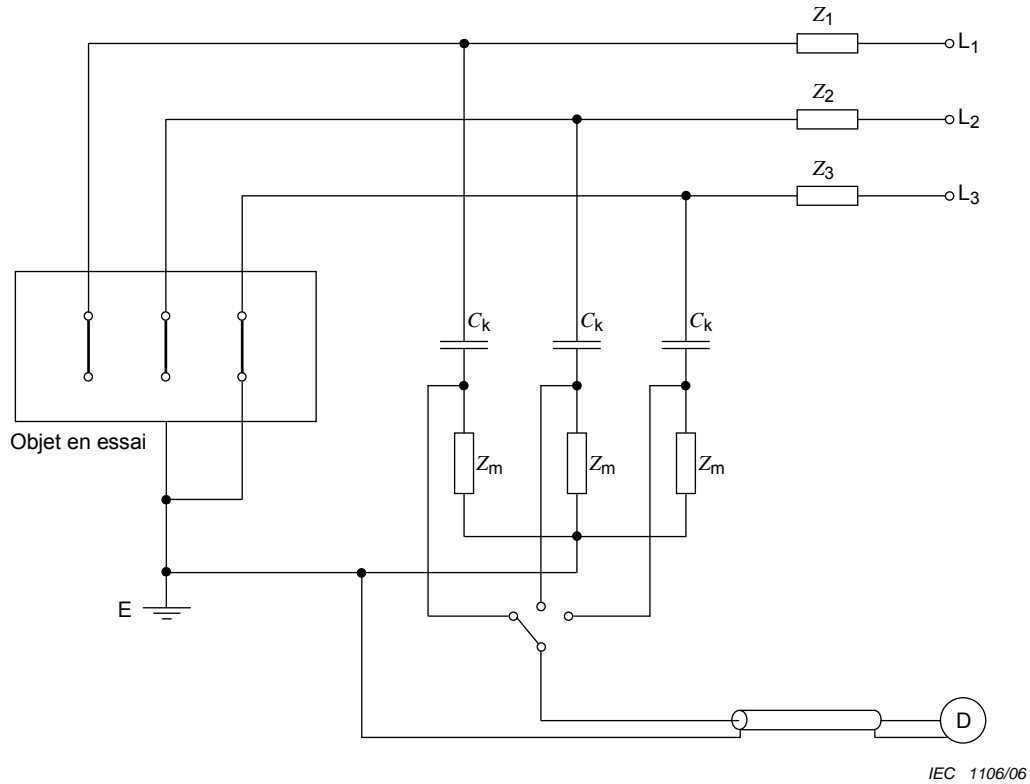 Z1
L1
Z2
L2
Z3
L3
Ck Ck Ck
Objet en essai
Zm Zm Zm
E
D
IEC 1106/06